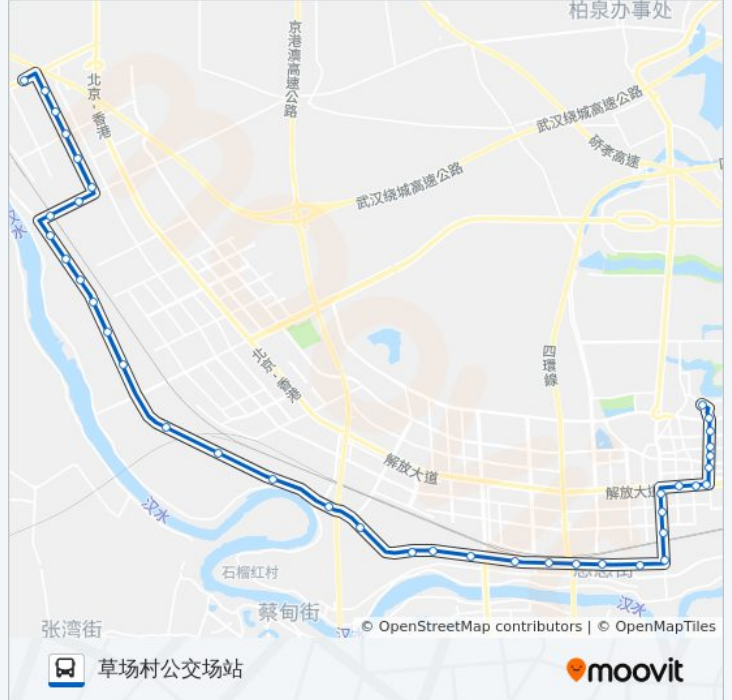 柏泉办事处
京港澳高速公路
北京-香港
武汉绕城高速公路
硚孝高速
武汉绕城高速公路
汉水
四環線
北京-香港
解放大道
解放大道
汉水
石榴红村
蔡甸街
汉水
张湾街
© OpenStreetMap contributors | © OpenMapTiles
草场村公交场站
moovit